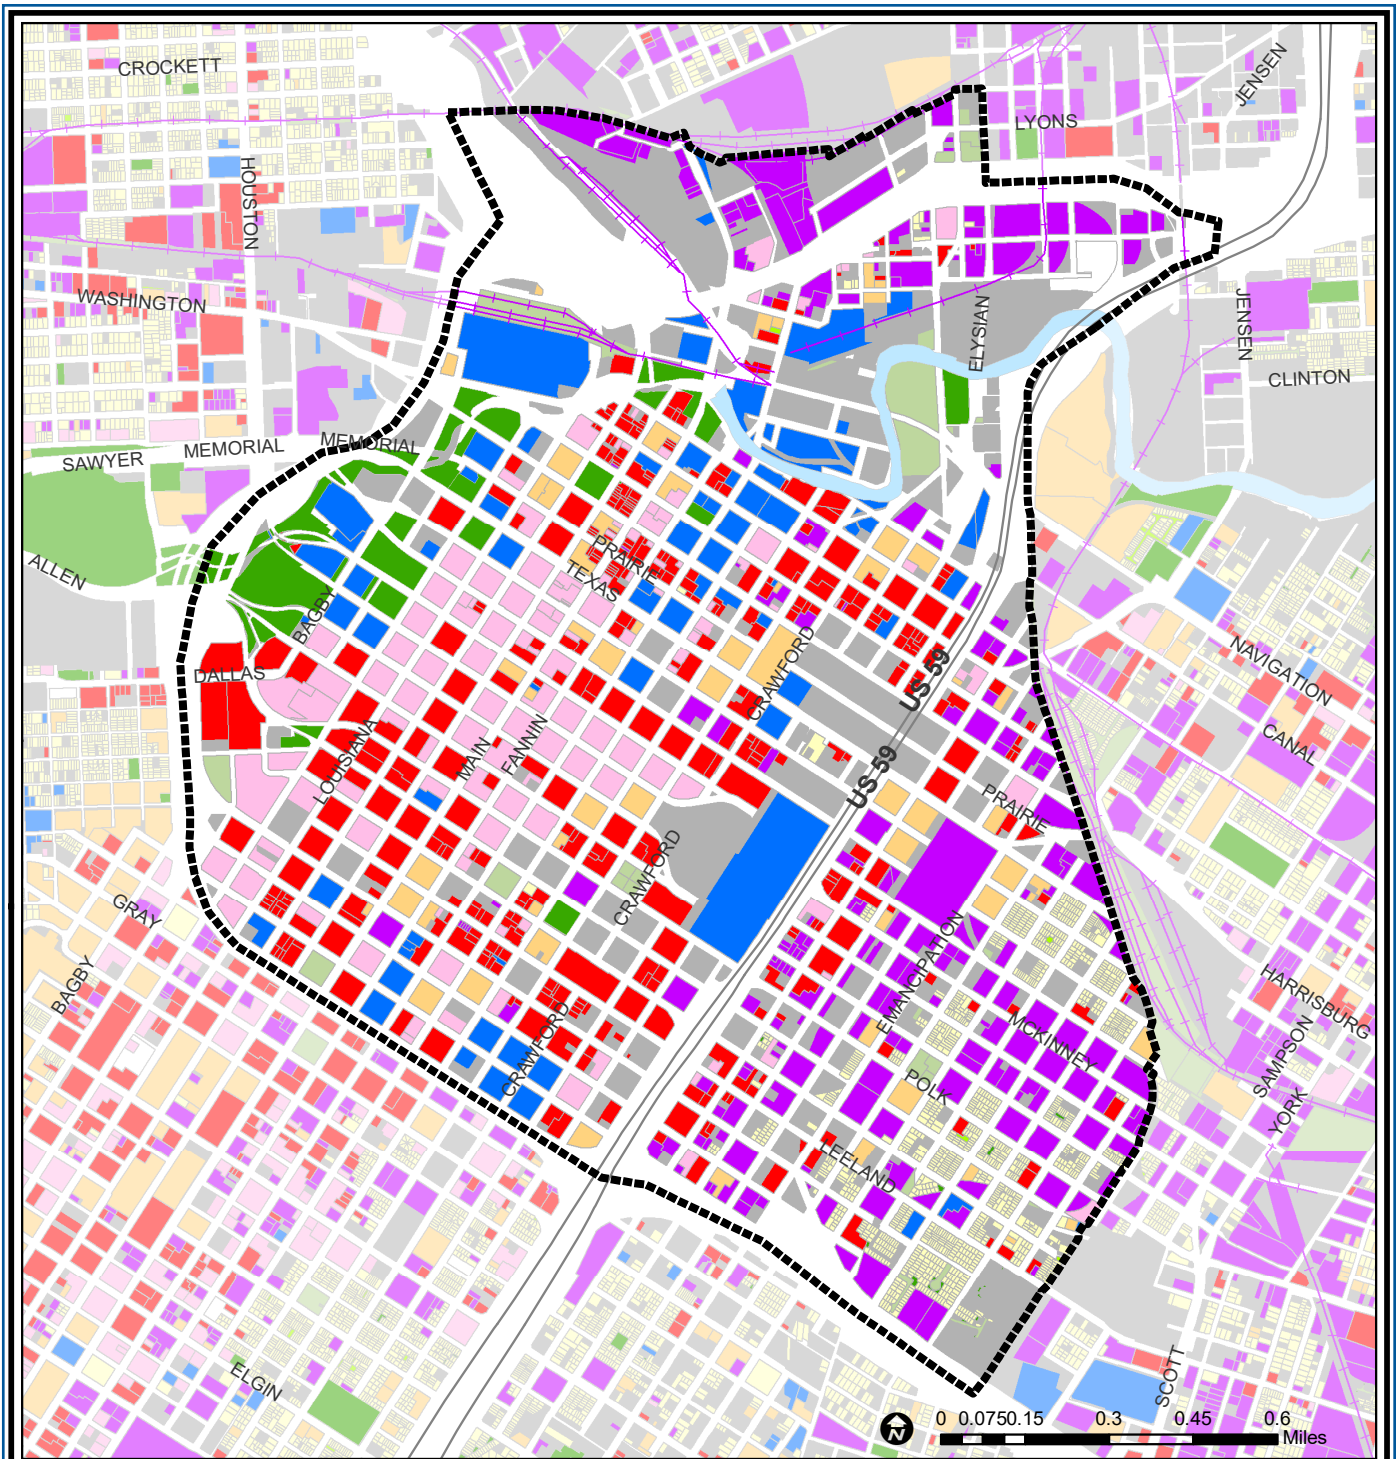 CROCKETT
JENSEN
LYONS
HOUSTON
WASHINGTON
ELYSIAN
JENSEN
CLINTON
MEMORIAL
MEMORIAL
SAWYER
ALLEN
PRAIRIE
TEXAS
BAGBY
CRAWFORD
NAVIGATION
DALLAS
US 59
CANAL
LOUISIANA
MAIN
FANNIN
US 59
PRAIRIE
CRAWFORD
GRAY
EMANCIPATION
BAGBY
HARRISBURG
MCKINNEY
CRAWFORD
SAMPSON
POLK
YORK
LEELAND
ELGIN
SCOTT
N
0 0.0750.15 0.3 0.45 0.6
Miles